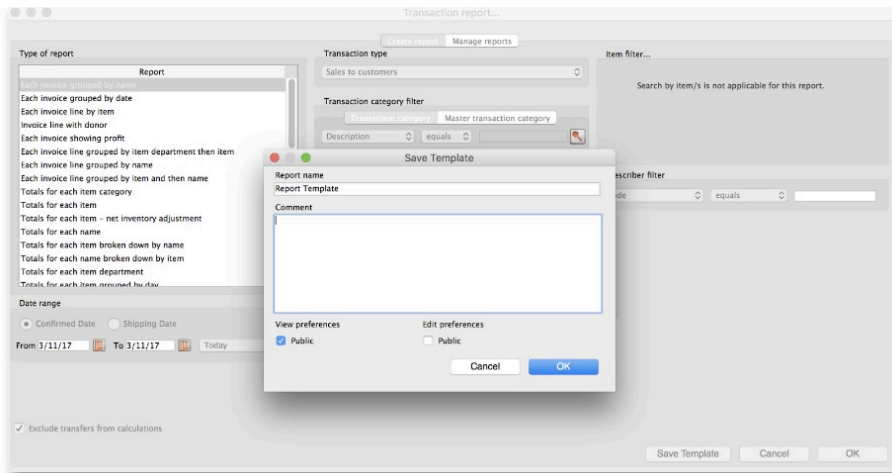 Transaction report...
Create report Manage reports
Type of report
Report
Each invoice grouped by name
Each invoice grouped by date
Each invoice line by item
Invoice line with donor
Each invoice showing profit
Each invoice line grouped by item department then item
Each invoice line grouped by name
Each invoice line grouped by item and then name
Totals for each item category
Totals for each item
Totals for each item - net inventory adjustment
Totals for each name
Totals for each item broken down by name
Totals for each name broken down by item
Totals for each item department
Totals for each item grouped by day
Date range
Confirmed Date Shipping Date
From 3/11/17 To 3/11/17 Today
Exclude transfers from calculations
Transaction type
Sales to customers
Transaction category filter
Transaction category Master transaction category
Description equals
Item filter...
Search by item/s is not applicable for this report.
escriber filter
de equals
Save Template
Report name
Report Template
Comment
View preferences Edit preferences
Public Public
Cancel OK
Save Template Cancel OK